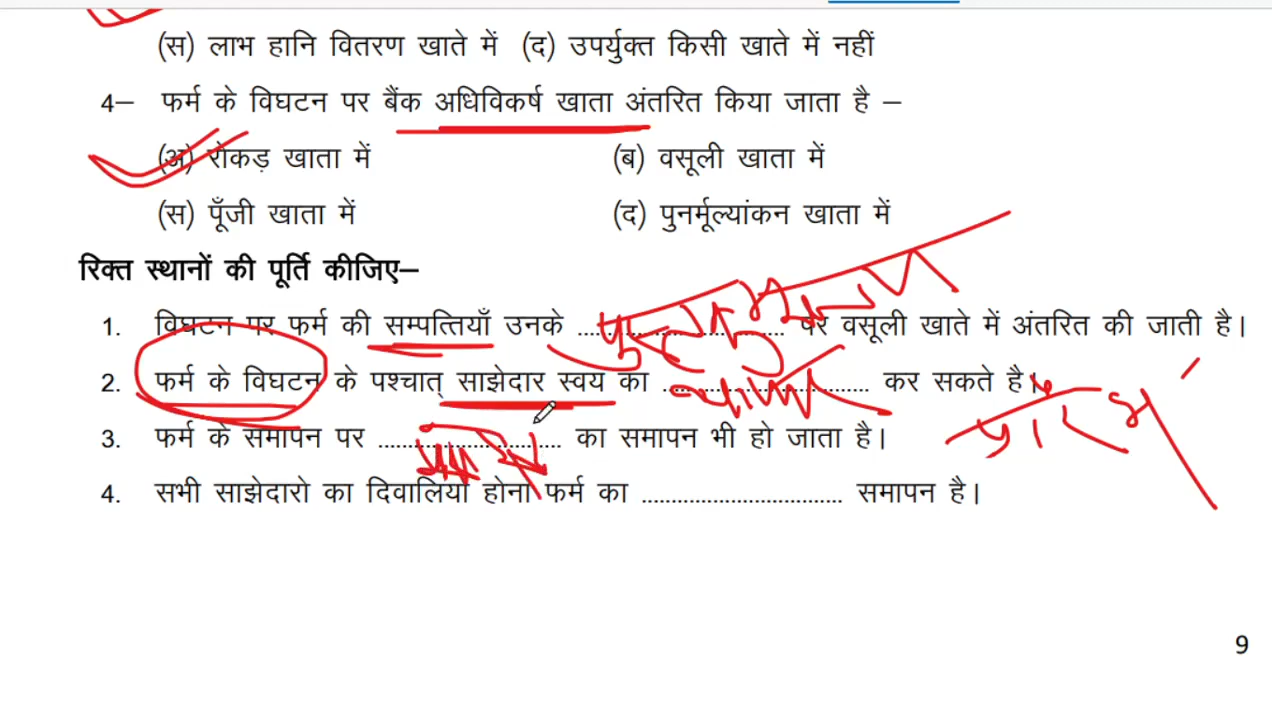 (स) लाभ हानि वितरण खाते में (द) उपर्युक्त किसी खाते में नहीं
4– फर्म के विघटन पर बैंक अधिविकर्ष खाता अंतरित किया जाता है –
(अ) रोकड़ खाता में (ब) वसूली खाता में
(स) पूँजी खाता में (द) पुनर्मूल्यांकन खाता में
रिक्त स्थानों की पूर्ति कीजिए–
1. विघटन पर फर्म की सम्पत्तियाँ उनके .................................. पर वसूली खाते में अंतरित की जाती है।
2. फर्म के विघटन के पश्चात् साझेदार स्वय का .................................. कर सकते है।
व्यापार प्रारंभ
3. फर्म के समापन पर .............................. का समापन भी हो जाता है।
4. सभी साझेदारो का दिवालिया होना फर्म का .................................. समापन है।
9